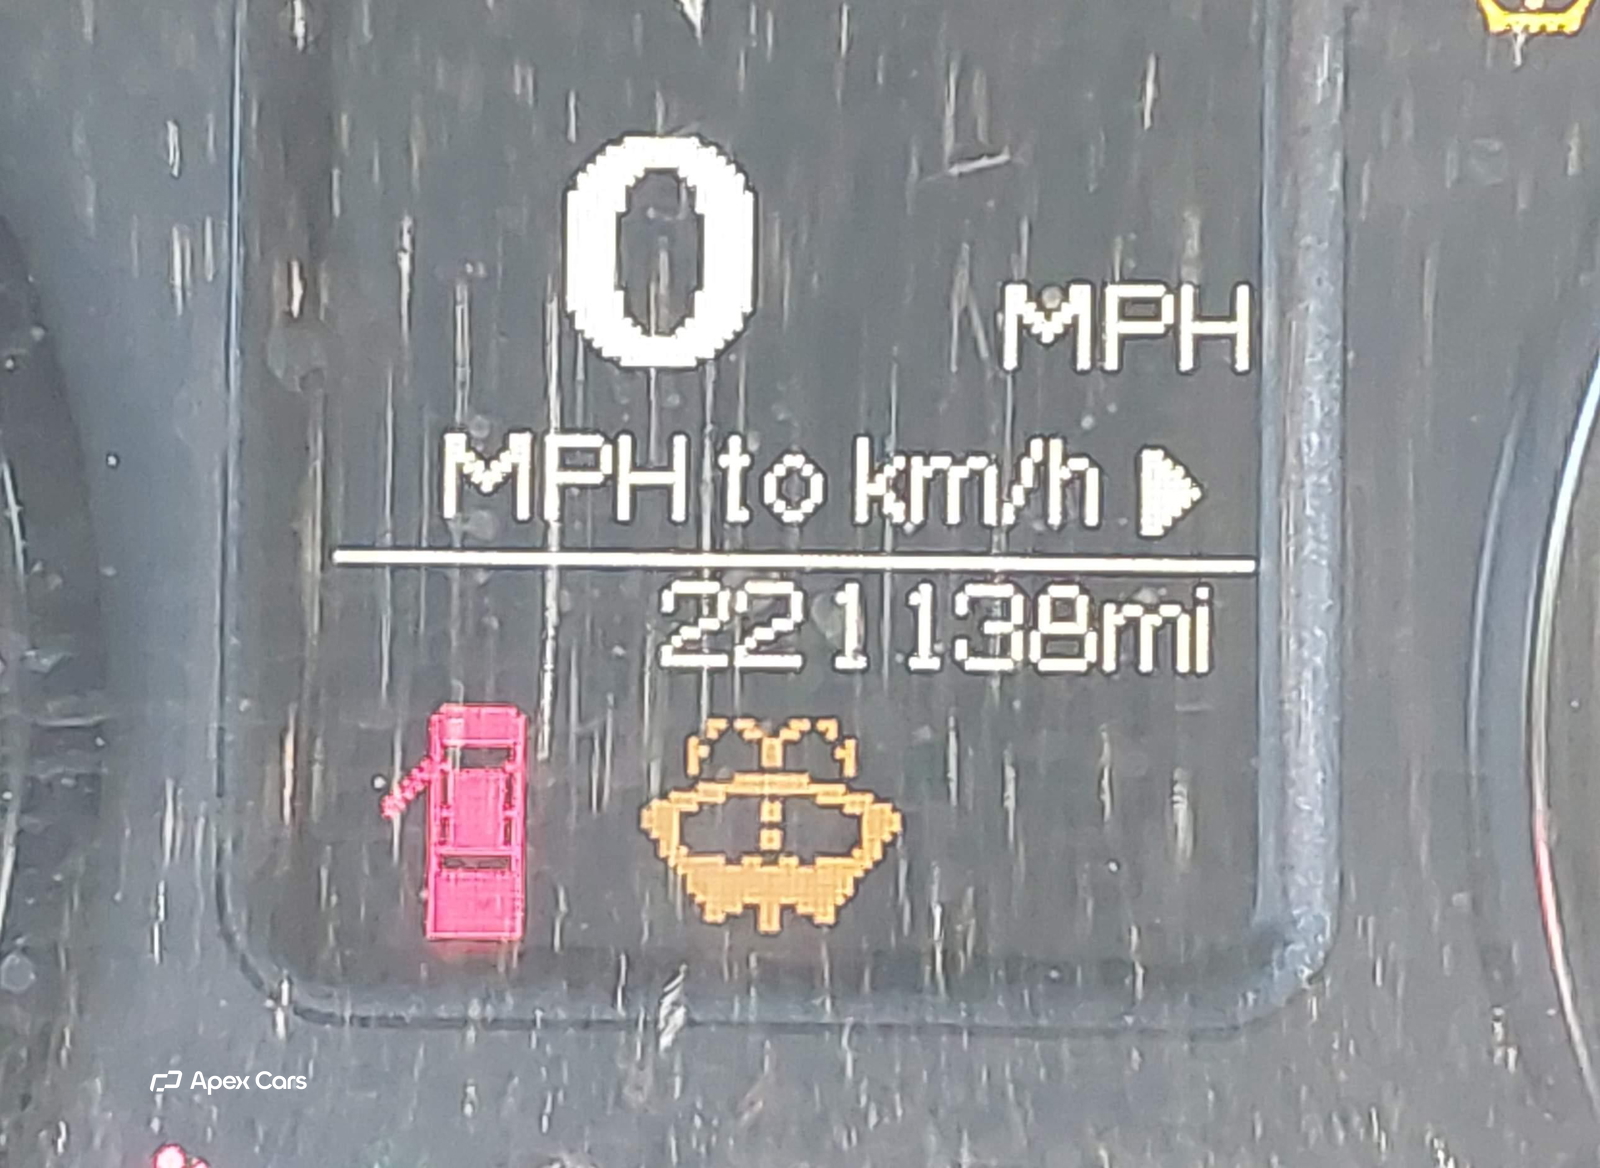 0
MPH
MPH to km/h
221138mi
Apex Cars